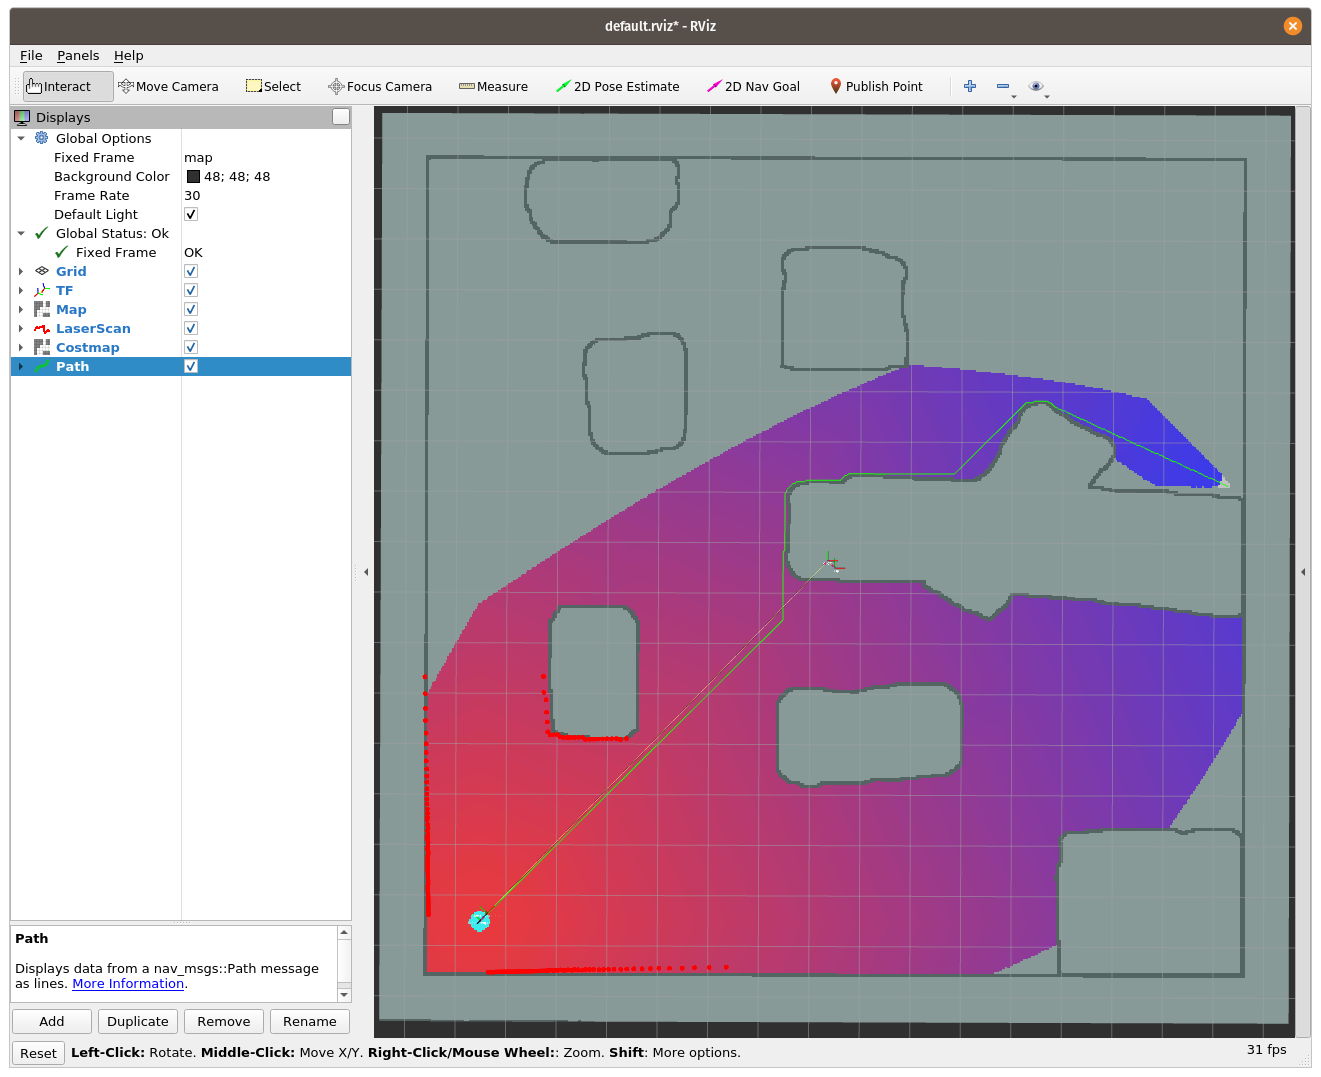 default.rviz* - RViz
File Panels Help
Interact Move Camera Select Focus Camera Measure 2D Pose Estimate 2D Nav Goal Publish Point
Displays
Global Options
Fixed Frame map
Background Color 48; 48; 48
Frame Rate 30
Default Light
Global Status: Ok
Fixed Frame OK
Grid
TF
Map
LaserScan
Costmap
Path
Path
Displays data from a nav_msgs::Path message
as lines. More Information.
Add Duplicate Remove Rename
Reset Left-Click: Rotate. Middle-Click: Move X/Y. Right-Click/Mouse Wheel:: Zoom. Shift: More options. 31 fps